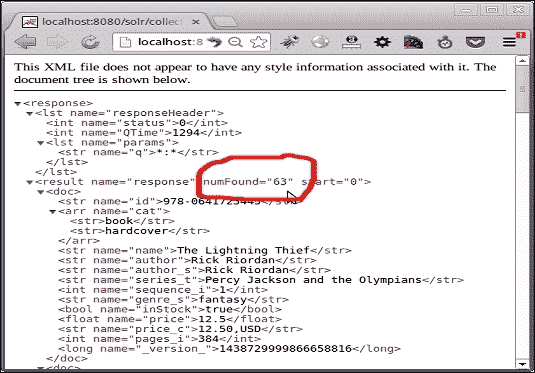 localhost:8080/solr/collec
localhost:8
This XML file does not appear to have any style information associated with it. The
document tree is shown below.
▼<response>
▼<lst name="responseHeader">
<int name="status">0</int>
<int name="QTime">1294</int>
▼<lst name="params">
<str name="q">*:*</str>
</lst>
</lst>
▼<result name="response" numFound="63" start="0">
▼<doc>
<str name="id">978-0641723445</str>
▼<arr name="cat">
<str>book</str>
<str>hardcover</str>
</arr>
<str name="name">The Lightning Thief</str>
<str name="author">Rick Riordan</str>
<str name="author_s">Rick Riordan</str>
<str name="series_t">Percy Jackson and the Olympians</str>
<int name="sequence_i">1</int>
<str name="genre_s">fantasy</str>
<bool name="inStock">true</bool>
<float name="price">12.5</float>
<str name="price_c">12.50,USD</str>
<int name="pages_i">384</int>
<long name="_version_">1438729999866658816</long>
</doc>
▼<doc>